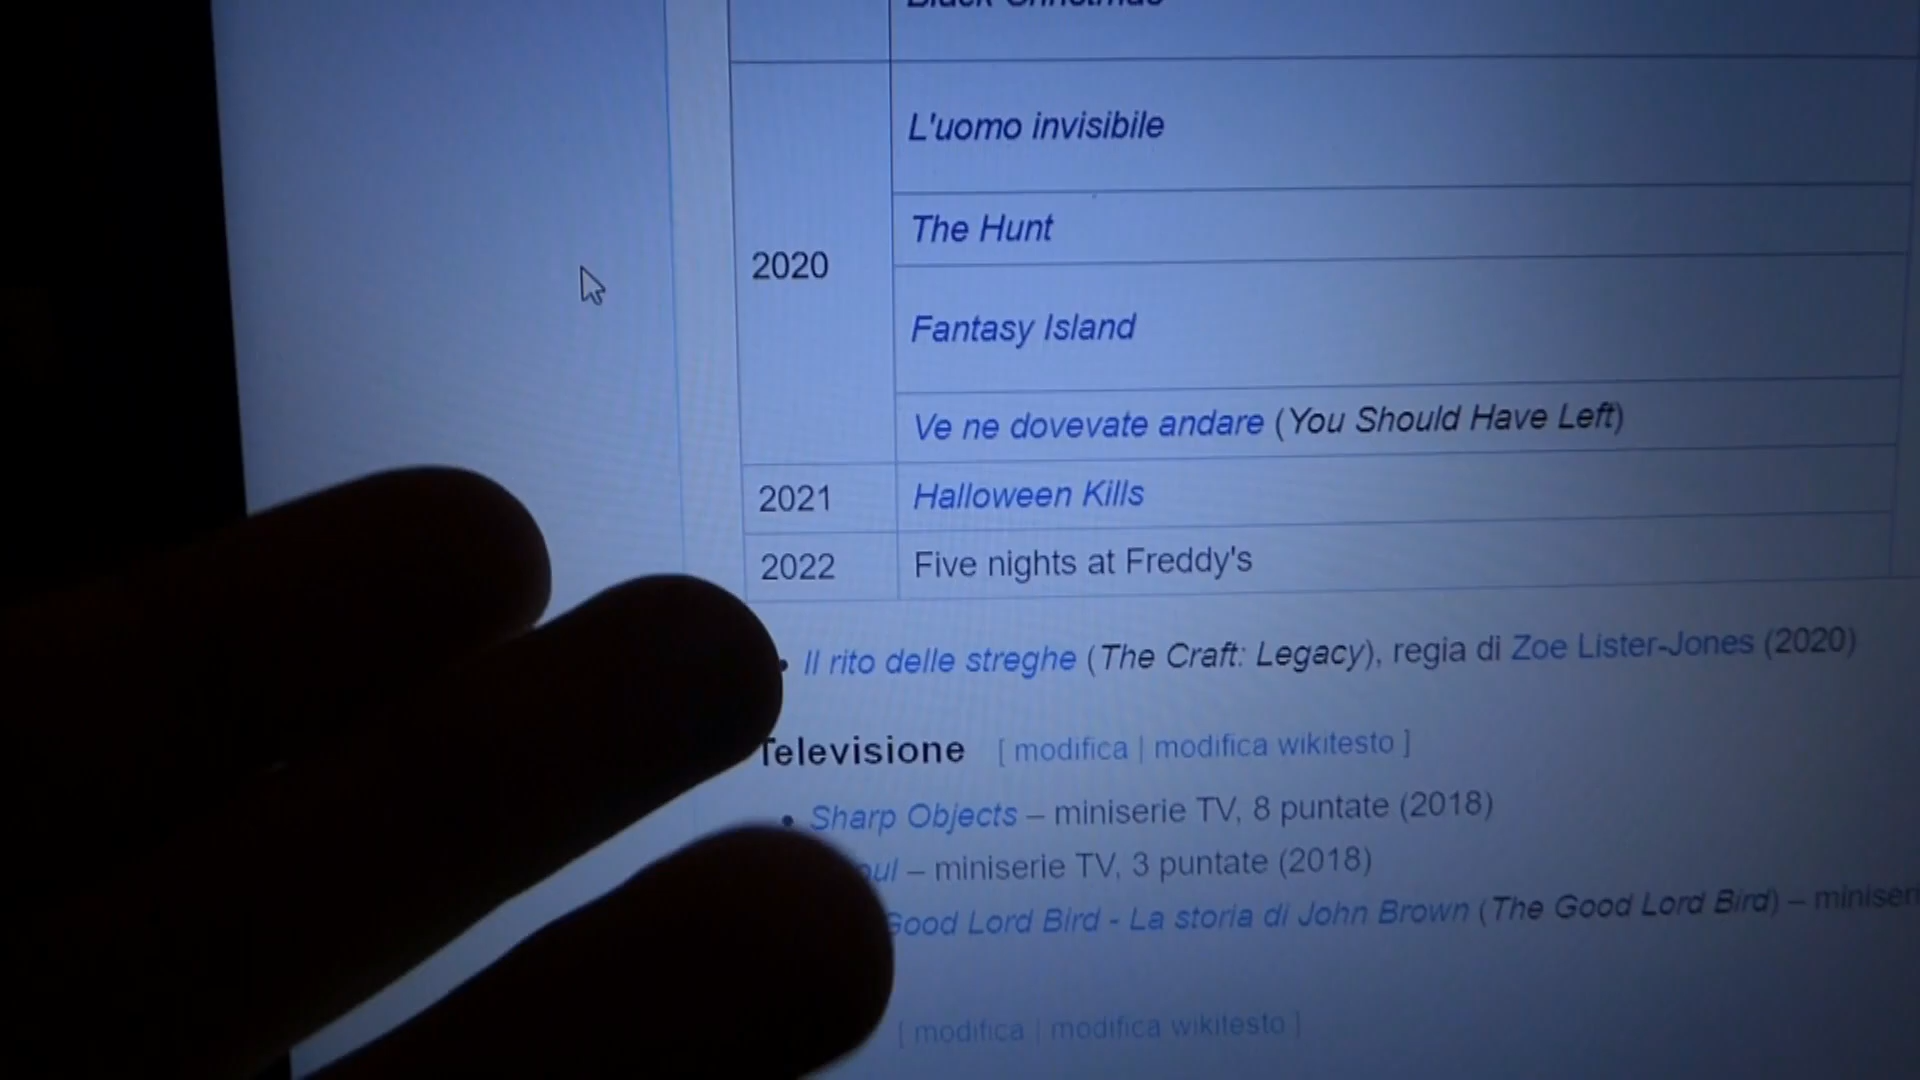 Black Christmas
L'uomo invisibile
The Hunt
2020
Fantasy Island
Ve ne dovevate andare (You Should Have Left)
2021 Halloween Kills
2022 Five nights at Freddy's
• Il rito delle streghe (The Craft: Legacy), regia di Zoe Lister-Jones (2020)
Televisione [ modifica | modifica wikitesto ]
• Sharp Objects – miniserie TV, 8 puntate (2018)
– miniserie TV, 3 puntate (2018)
Good Lord Bird - La storia di John Brown (The Good Lord Bird) –
[ modifica | modifica wikitesto ]